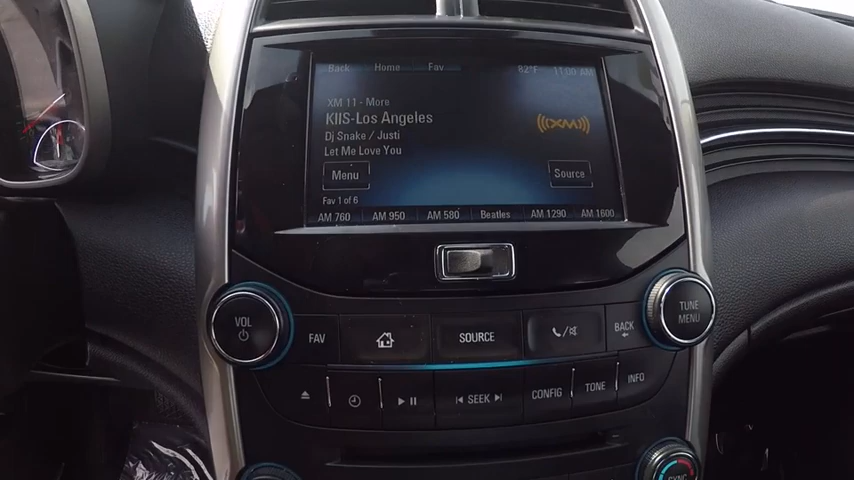 Back Home Fav 82°F 11:00 AM
XM 11 - More
KIIS-Los Angeles
Dj Snake / Justi
Let Me Love You
XM
Menu Source
Fav 1 of 6
AM 760 AM 950 AM 580 Beatles AM 1290 AM 1600
VOL
FAV
SOURCE
BACK
TUNE
MENU
SEEK
CONFIG
TONE
INFO
SYNC